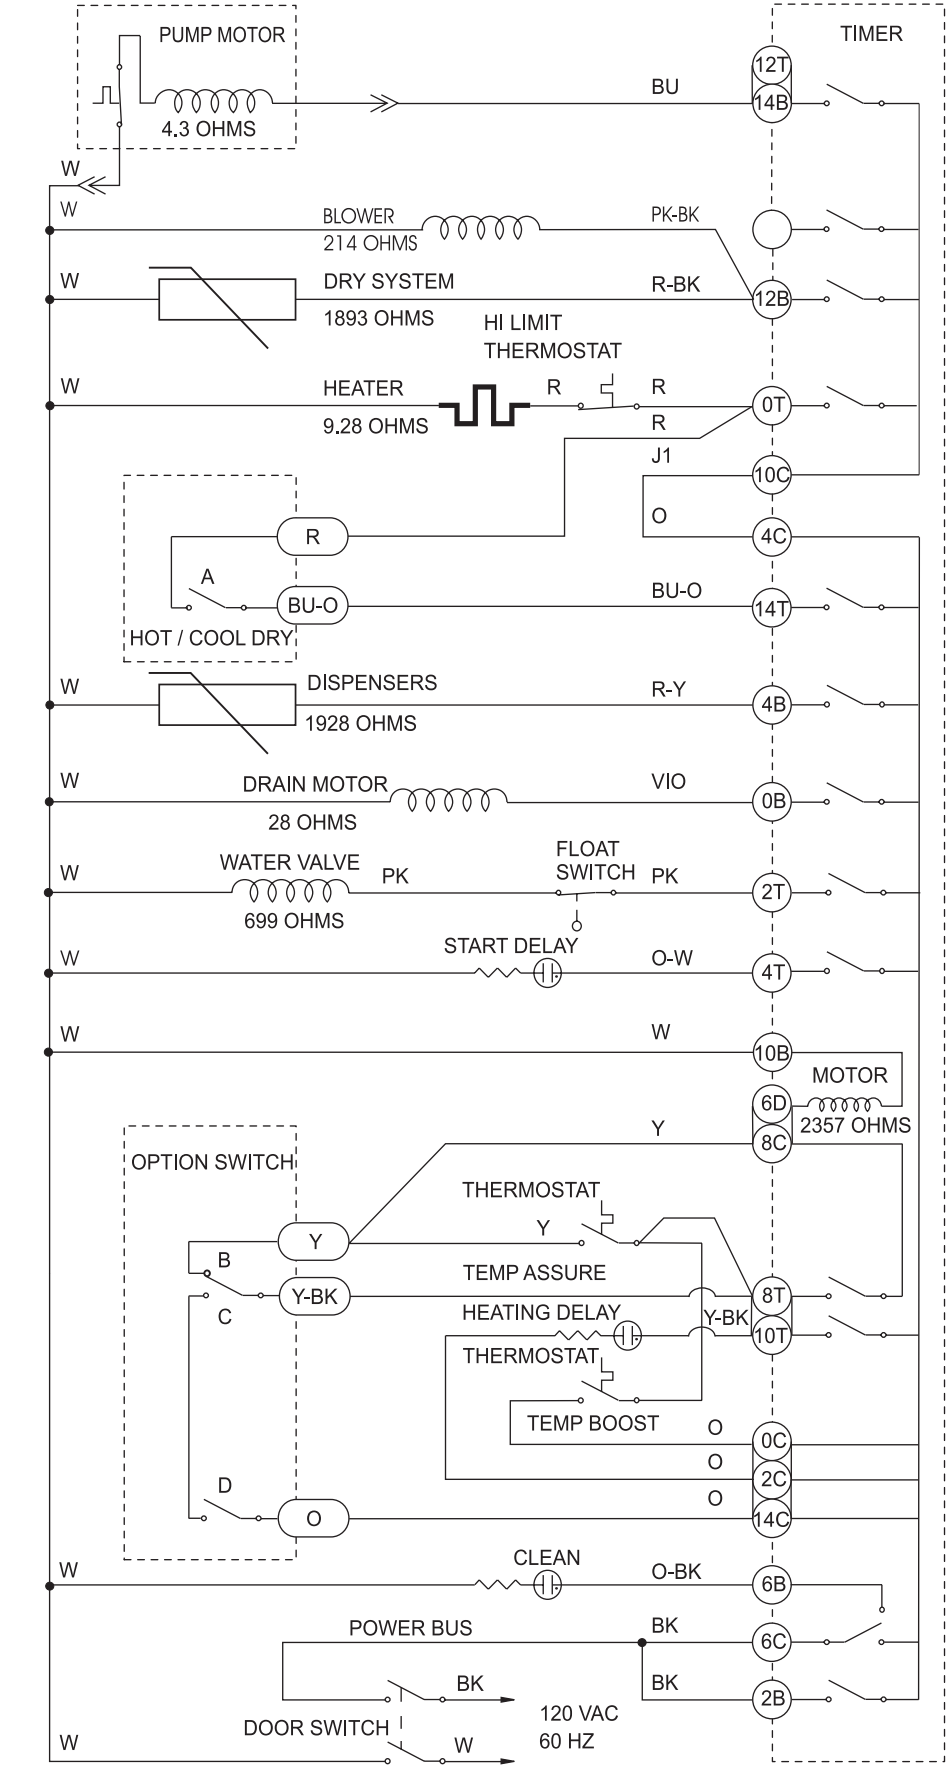 PUMP MOTOR
TIMER
12T
BU
14B
4.3 OHMS
W
W
BLOWER
PK-BK
214 OHMS
W
DRY SYSTEM
R-BK
12B
1893 OHMS
HI LIMIT
THERMOSTAT
W
HEATER
R
R
0T
9.28 OHMS
R
J1
10C
O
R
4C
A
BU-O
BU-O
14T
HOT / COOL DRY
W
DISPENSERS
R-Y
4B
1928 OHMS
W
DRAIN MOTOR
VIO
0B
28 OHMS
FLOAT
SWITCH
WATER VALVE
W
PK
PK
2T
699 OHMS
START DELAY
W
O-W
4T
W
W
10B
MOTOR
6D
2357 OHMS
Y
8C
OPTION SWITCH
THERMOSTAT
Y
Y
B
TEMP ASSURE
Y-BK
8T
C
HEATING DELAY
Y-BK
10T
THERMOSTAT
TEMP BOOST
O
0C
O
2C
D
O
O
14C
CLEAN
W
O-BK
6B
POWER BUS
BK
6C
BK
BK
2B
120 VAC
60 HZ
DOOR SWITCH
W
W